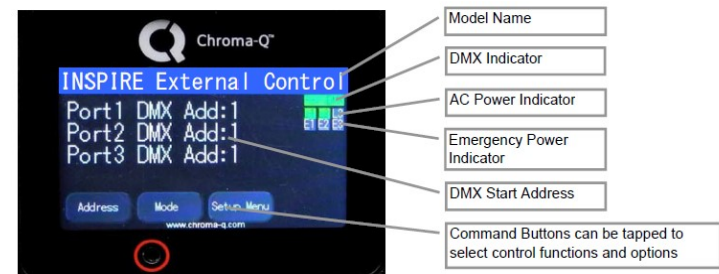 Chroma-Q™
INSPIRE External Control
Port1 DMX Add:1
Port2 DMX Add:1
Port3 DMX Add:1
E1 E2 E3
Address
Mode
Setup Menu
www.chroma-q.com
Model Name
DMX Indicator
AC Power Indicator
Emergency Power
Indicator
DMX Start Address
Command Buttons can be tapped to
select control functions and options